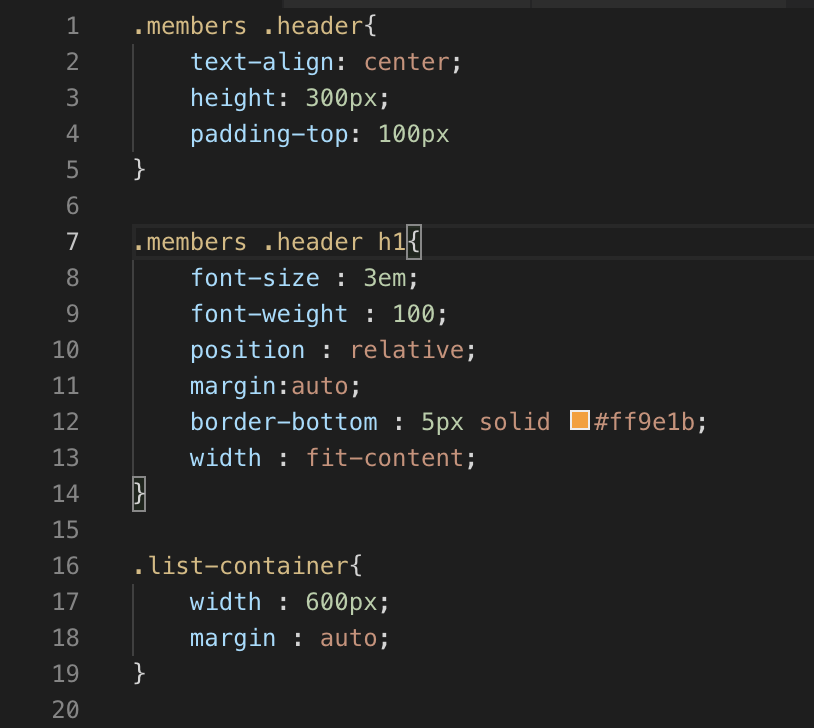 1 .members .header{
2 text-align: center;
3 height: 300px;
4 padding-top: 100px
5 }
6
7 .members .header h1{
8 font-size : 3em;
9 font-weight : 100;
10 position : relative;
11 margin:auto;
12 border-bottom : 5px solid #ff9e1b;
13 width : fit-content;
14 }
15
16 .list-container{
17 width : 600px;
18 margin : auto;
19 }
20